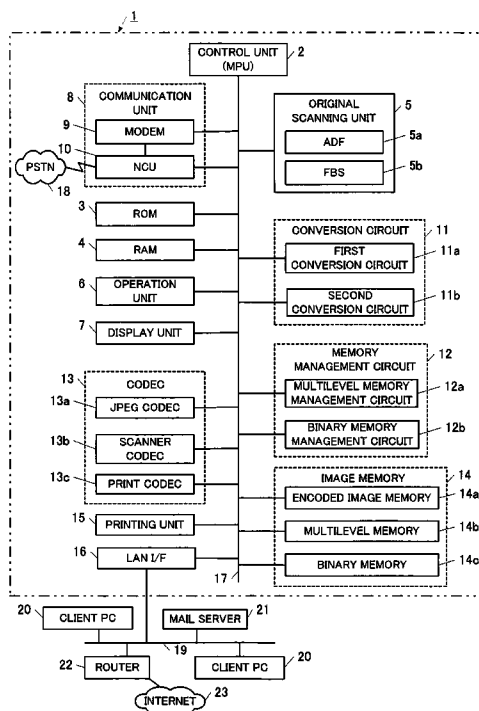 1
CONTROL UNIT
(MPU)
2
8
COMMUNICATION
UNIT
9
MODEM
10
NCU
PSTN
18
ORIGINAL
SCANNING UNIT
5
ADF
5a
FBS
5b
3
ROM
4
RAM
6
OPERATION
UNIT
7
DISPLAY UNIT
CONVERSION CIRCUIT
11
FIRST
CONVERSION CIRCUIT
11a
SECOND
CONVERSION CIRCUIT
11b
MEMORY
MANAGEMENT CIRCUIT
12
MULTILEVEL MEMORY
MANAGEMENT CIRCUIT
12a
BINARY MEMORY
MANAGEMENT CIRCUIT
12b
13
CODEC
13a
JPEG CODEC
13b
SCANNER
CODEC
13c
PRINT CODEC
IMAGE MEMORY
14
ENCODED IMAGE MEMORY
14a
MULTILEVEL MEMORY
14b
BINARY MEMORY
14c
15
PRINTING UNIT
16
LAN I/F
17
20
CLIENT PC
MAIL SERVER
21
19
22
ROUTER
CLIENT PC
20
INTERNET
23